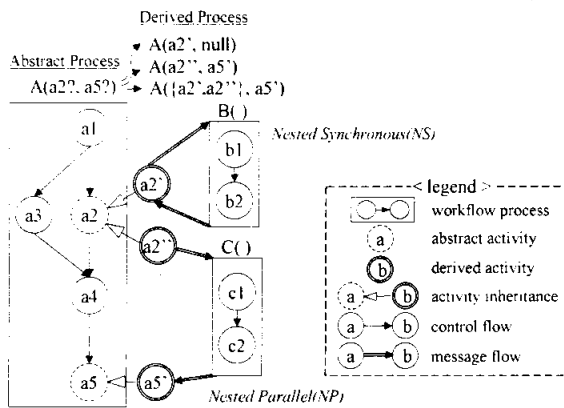 Derived Process
A(a2`, null)
Abstract Process
A(a2``, a5`)
A(a2?, a5?)
A({a2`,a2``}, a5`)
B( )
a1
Nested Synchronous(NS)
b1
a2`
b2
< legend >
a3
a2
workflow process
a2``
C( )
a
abstract activity
b
derived activity
c1
a4
a
b
activity inheritance
a
b
control flow
c2
a
b
message flow
a5
a5`
Nested Parallel(NP)